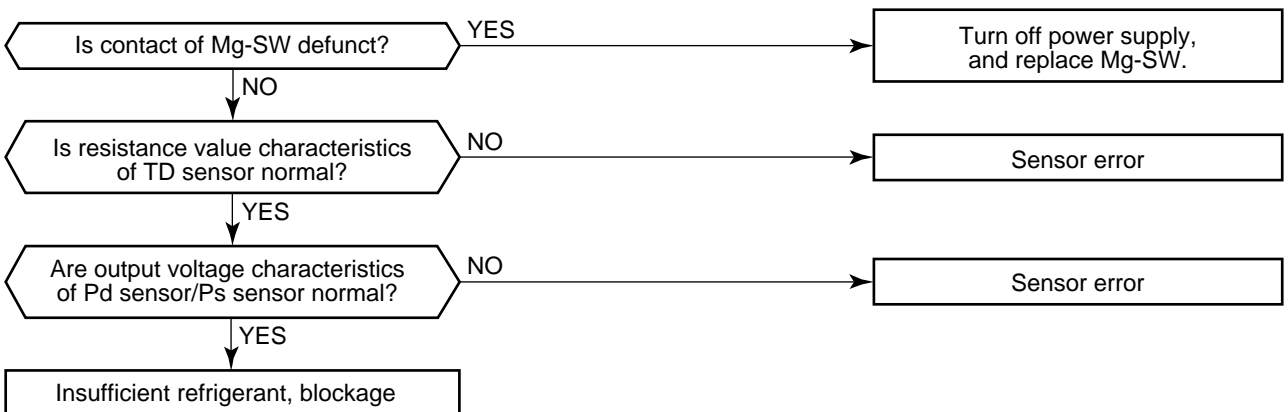 Is contact of Mg-SW defunct?
YES
Turn off power supply,
and replace Mg-SW.
NO
Is resistance value characteristics
of TD sensor normal?
NO
Sensor error
YES
Are output voltage characteristics
of Pd sensor/Ps sensor normal?
NO
Sensor error
YES
Insufficient refrigerant, blockage